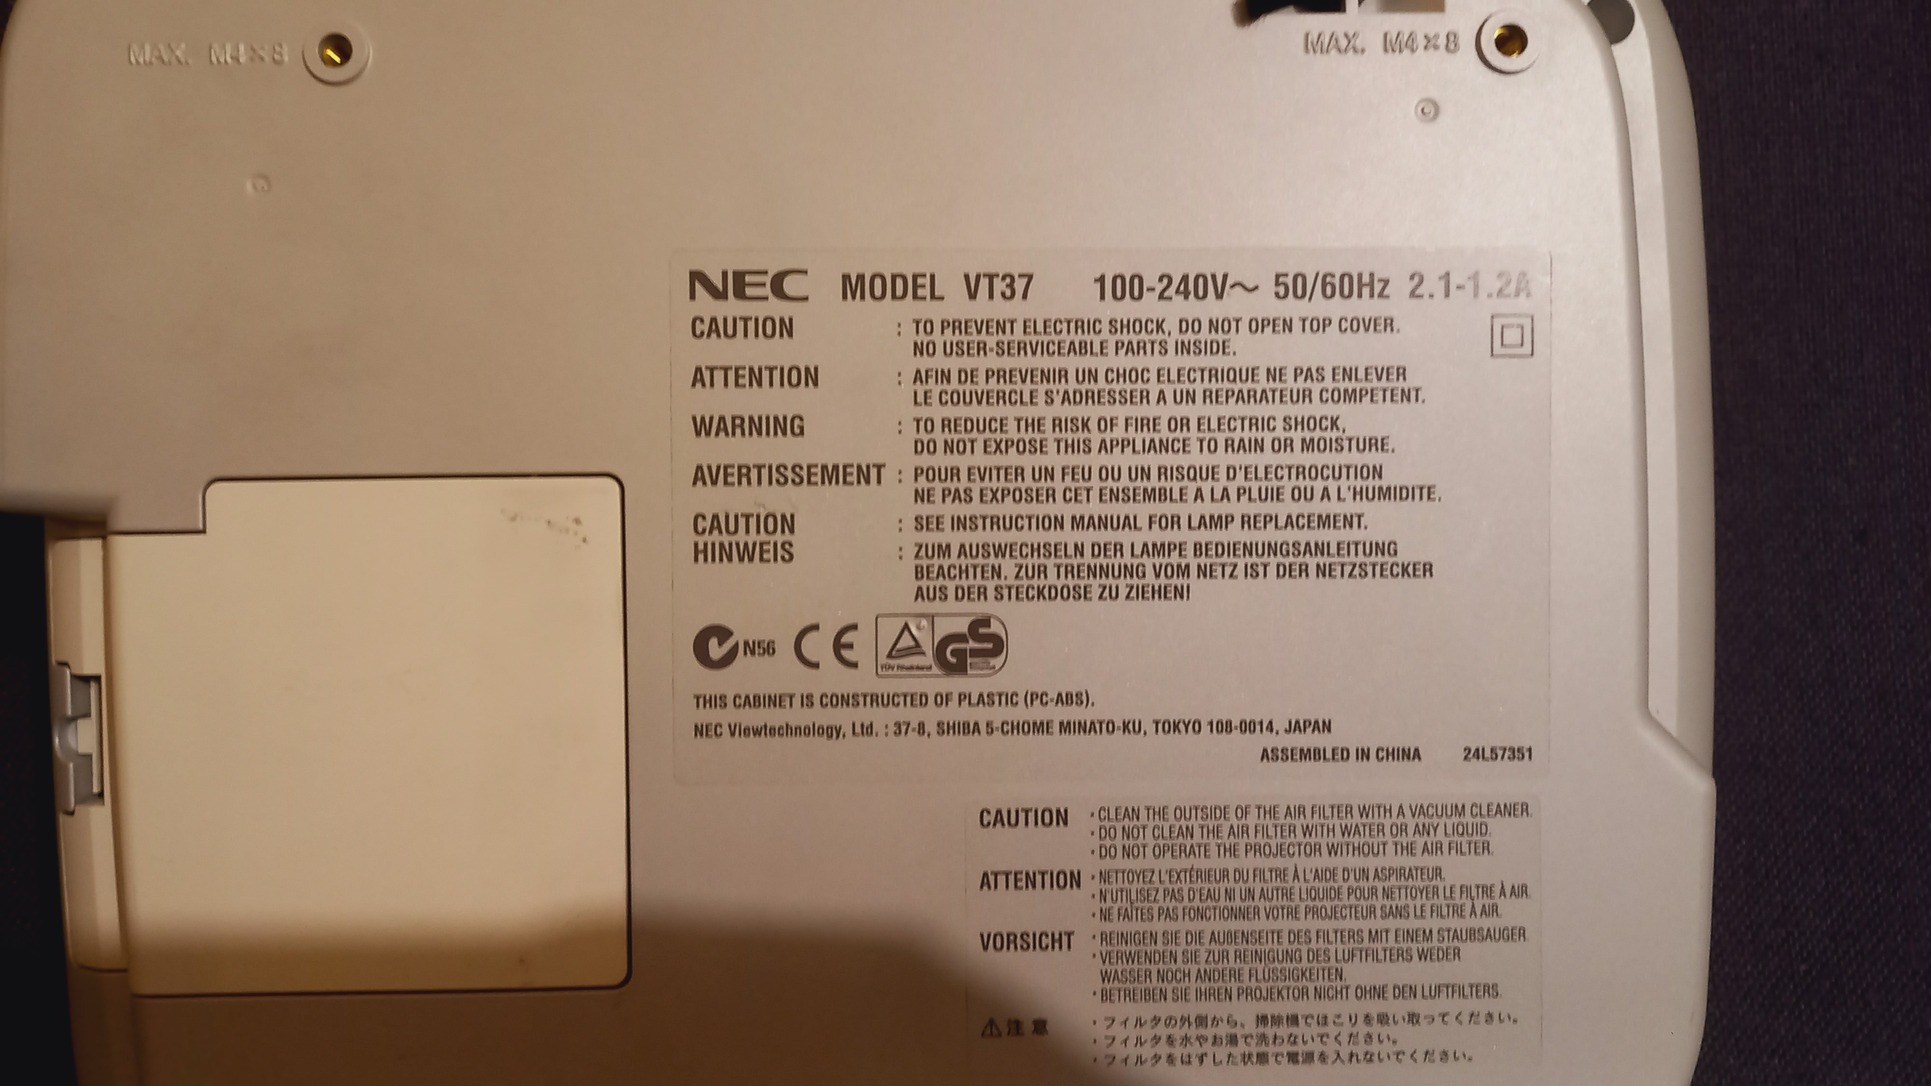 MAX. M4×8
MAX. M4×8
NEC MODEL VT37 100-240V～ 50/60Hz 2.1-1.2A
CAUTION : TO PREVENT ELECTRIC SHOCK, DO NOT OPEN TOP COVER.
NO USER-SERVICEABLE PARTS INSIDE.
ATTENTION : AFIN DE PREVENIR UN CHOC ELECTRIQUE NE PAS ENLEVER
LE COUVERCLE S'ADRESSER A UN REPARATEUR COMPETENT.
WARNING : TO REDUCE THE RISK OF FIRE OR ELECTRIC SHOCK,
DO NOT EXPOSE THIS APPLIANCE TO RAIN OR MOISTURE.
AVERTISSEMENT : POUR EVITER UN FEU OU UN RISQUE D'ELECTROCUTION
NE PAS EXPOSER CET ENSEMBLE A LA PLUIE OU A L'HUMIDITE.
CAUTION : SEE INSTRUCTION MANUAL FOR LAMP REPLACEMENT.
HINWEIS : ZUM AUSWECHSELN DER LAMPE BEDIENUNGSANLEITUNG
BEACHTEN. ZUR TRENNUNG VOM NETZ IST DER NETZSTECKER
AUS DER STECKDOSE ZU ZIEHEN!
N56 CE TÜV Rheinland GS
THIS CABINET IS CONSTRUCTED OF PLASTIC (PC-ABS).
NEC Viewtechnology, Ltd. : 37-8, SHIBA 5-CHOME MINATO-KU, TOKYO 108-0014, JAPAN
ASSEMBLED IN CHINA 24L57351
CAUTION ・CLEAN THE OUTSIDE OF THE AIR FILTER WITH A VACUUM CLEANER.
・DO NOT CLEAN THE AIR FILTER WITH WATER OR ANY LIQUID.
・DO NOT OPERATE THE PROJECTOR WITHOUT THE AIR FILTER.
ATTENTION ・NETTOYEZ L'EXTÉRIEUR DU FILTRE À L'AIDE D'UN ASPIRATEUR.
・N'UTILISEZ PAS D'EAU NI UN AUTRE LIQUIDE POUR NETTOYER LE FILTRE À AIR.
・NE FAÎTES PAS FONCTIONNER VOTRE PROJECTEUR SANS LE FILTRE À AIR.
VORSICHT ・REINIGEN SIE DIE AUßENSEITE DES FILTERS MIT EINEM STAUBSAUGER.
・VERWENDEN SIE ZUR REINIGUNG DES LUFTFILTERS WEDER
WASSER NOCH ANDERE FLÜSSIGKEITEN.
・BETREIBEN SIE IHREN PROJEKTOR NICHT OHNE DEN LUFTFILTERS.
⚠注意 ・フィルタの外側から、掃除機でほこりを吸い取ってください。
・フィルタを水やお湯で洗わないでください。
・フィルタをはずした状態で電源を入れないでください。